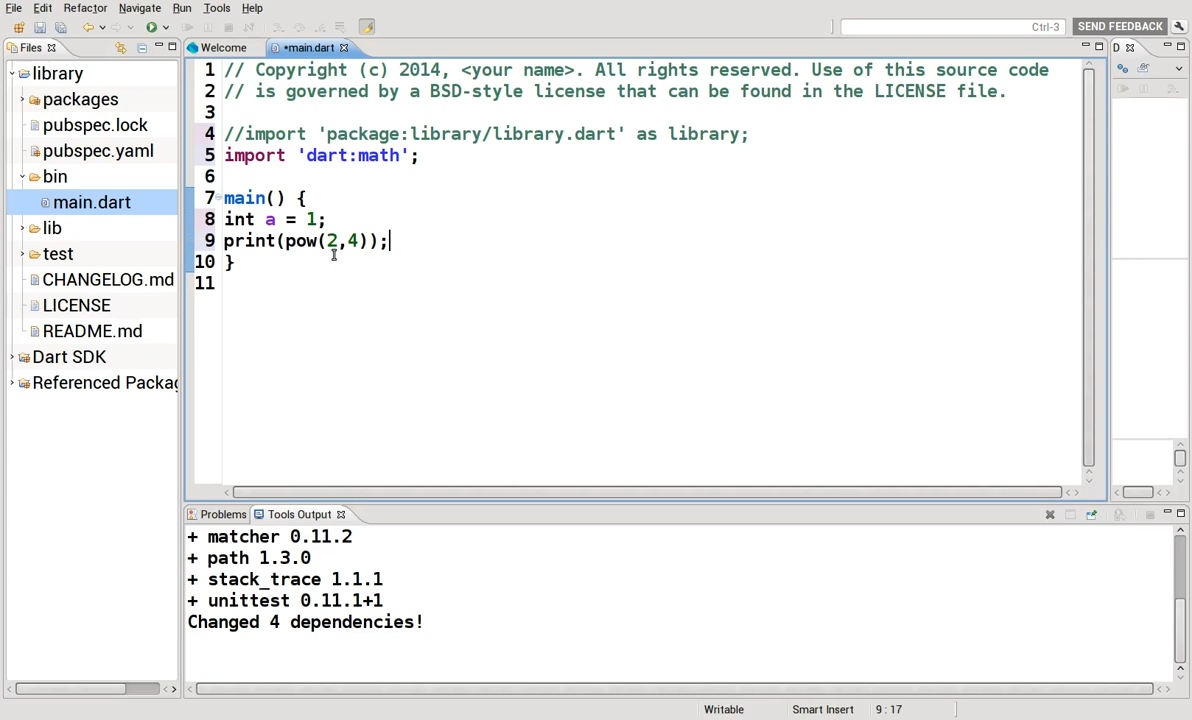 File Edit Refactor Navigate Run Tools Help
Ctrl-3 SEND FEEDBACK
Files Welcome *main.dart D
library
packages
pubspec.lock
pubspec.yaml
bin
main.dart
lib
test
CHANGELOG.md
LICENSE
README.md
Dart SDK
Referenced Packag
1 // Copyright (c) 2014, <your name>. All rights reserved. Use of this source code
2 // is governed by a BSD-style license that can be found in the LICENSE file.
3
4 //import 'package:library/library.dart' as library;
5 import 'dart:math';
6
7 main() {
8 int a = 1;
9 print(pow(2,4));
10 }
11
Problems Tools Output
+ matcher 0.11.2
+ path 1.3.0
+ stack_trace 1.1.1
+ unittest 0.11.1+1
Changed 4 dependencies!
Writable Smart Insert 9 : 17